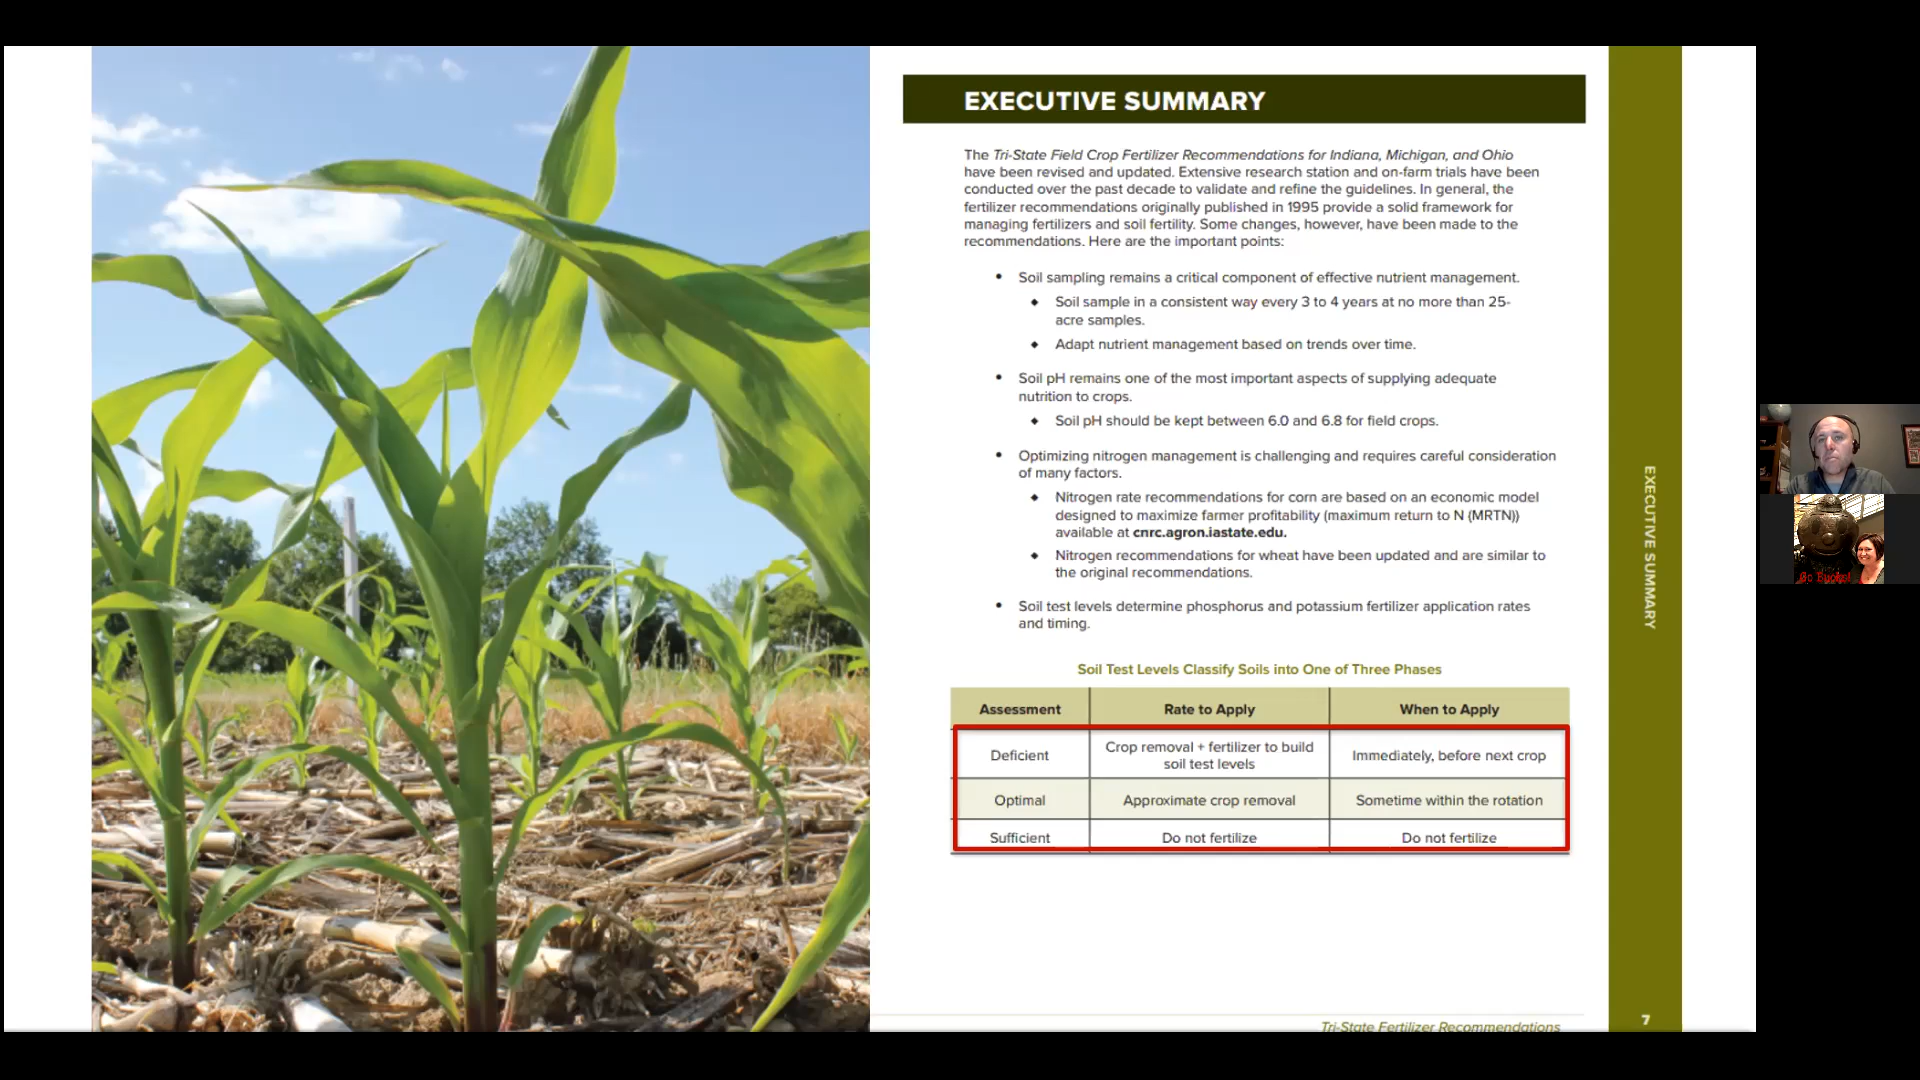 EXECUTIVE SUMMARY
The Tri-State Field Crop Fertilizer Recommendations for Indiana, Michigan, and Ohio
have been revised and updated. Extensive research station and on-farm trials have been
conducted over the past decade to validate and refine the guidelines. In general, the
fertilizer recommendations originally published in 1995 provide a solid framework for
managing fertilizers and soil fertility. Some changes, however, have been made to the
recommendations. Here are the important points:
• Soil sampling remains a critical component of effective nutrient management.
◆ Soil sample in a consistent way every 3 to 4 years at no more than 25-
acre samples.
◆ Adapt nutrient management based on trends over time.
• Soil pH remains one of the most important aspects of supplying adequate
nutrition to crops.
◆ Soil pH should be kept between 6.0 and 6.8 for field crops.
• Optimizing nitrogen management is challenging and requires careful consideration
of many factors.
◆ Nitrogen rate recommendations for corn are based on an economic model
designed to maximize farmer profitability (maximum return to N (MRTN))
available at cnrc.agron.iastate.edu.
◆ Nitrogen recommendations for wheat have been updated and are similar to
the original recommendations.
• Soil test levels determine phosphorus and potassium fertilizer application rates
and timing.
Soil Test Levels Classify Soils into One of Three Phases
Assessment Rate to Apply When to Apply
Deficient Crop removal + fertilizer to build soil test levels Immediately, before next crop
Optimal Approximate crop removal Sometime within the rotation
Sufficient Do not fertilize Do not fertilize
Tri-State Fertilizer Recommendations
EXECUTIVE SUMMARY
7
Go Bucks!